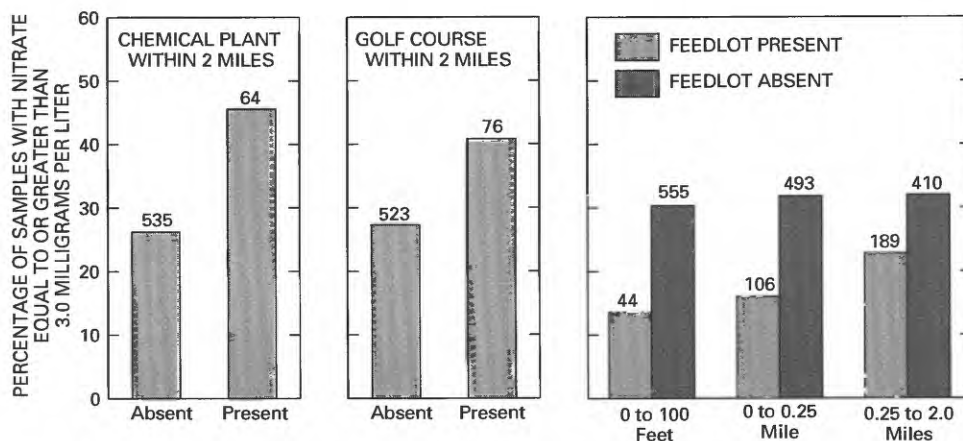 PERCENTAGE OF SAMPLES WITH NITRATE
EQUAL TO OR GREATER THAN
3.0 MILLIGRAMS PER LITER
60
50
40
30
20
10
0
CHEMICAL PLANT
WITHIN 2 MILES
535
64
Absent
Present
GOLF COURSE
WITHIN 2 MILES
523
76
Absent
Present
FEEDLOT PRESENT
FEEDLOT ABSENT
44
555
106
493
189
410
0 to 100
Feet
0 to 0.25
Mile
0.25 to 2.0
Miles